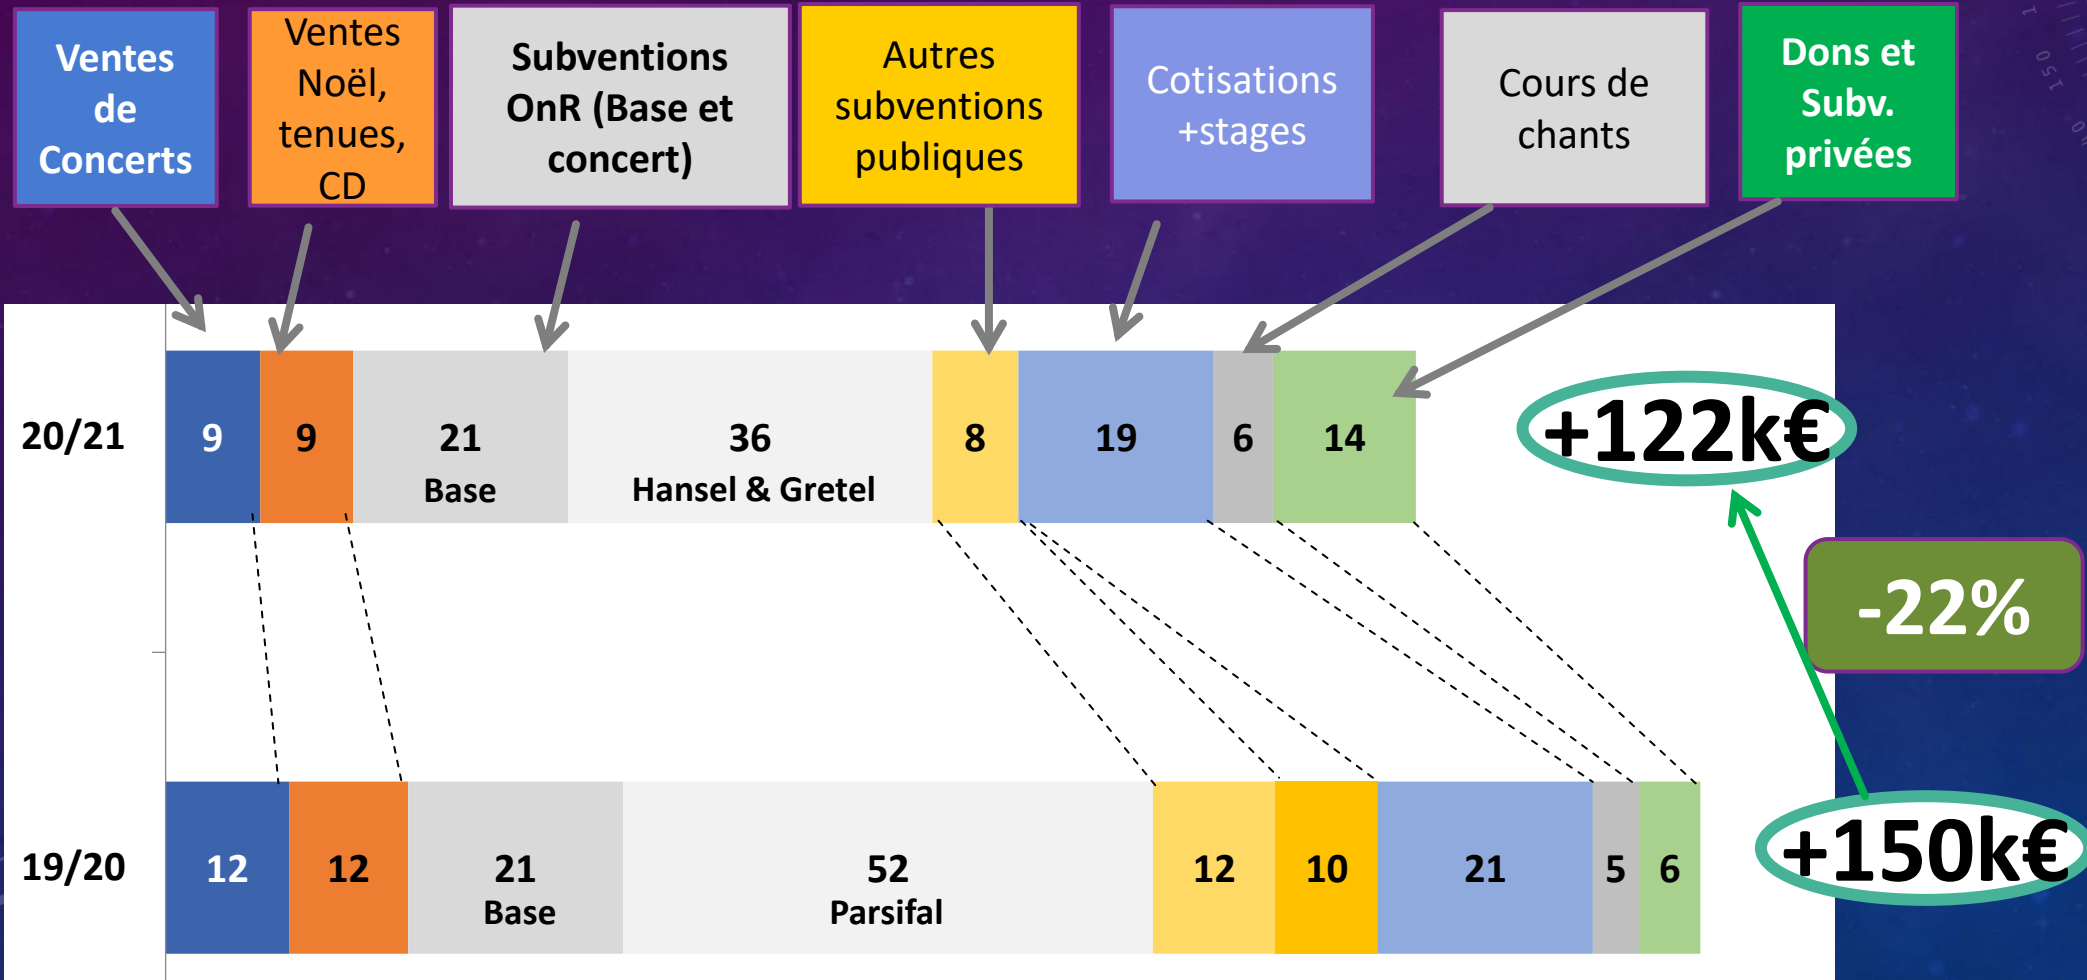 Ventes
de
Concerts
Ventes
Noël,
tenues,
CD
Subventions
OnR (Base et
concert)
Autres
subventions
publiques
Cotisations
+stages
Cours de
chants
Dons et
Subv.
privées
20/21
9
9
21
Base
36
Hansel & Gretel
8
19
6
14
+122k€
-22%
19/20
12
12
21
Base
52
Parsifal
12
10
21
5
6
+150k€
150